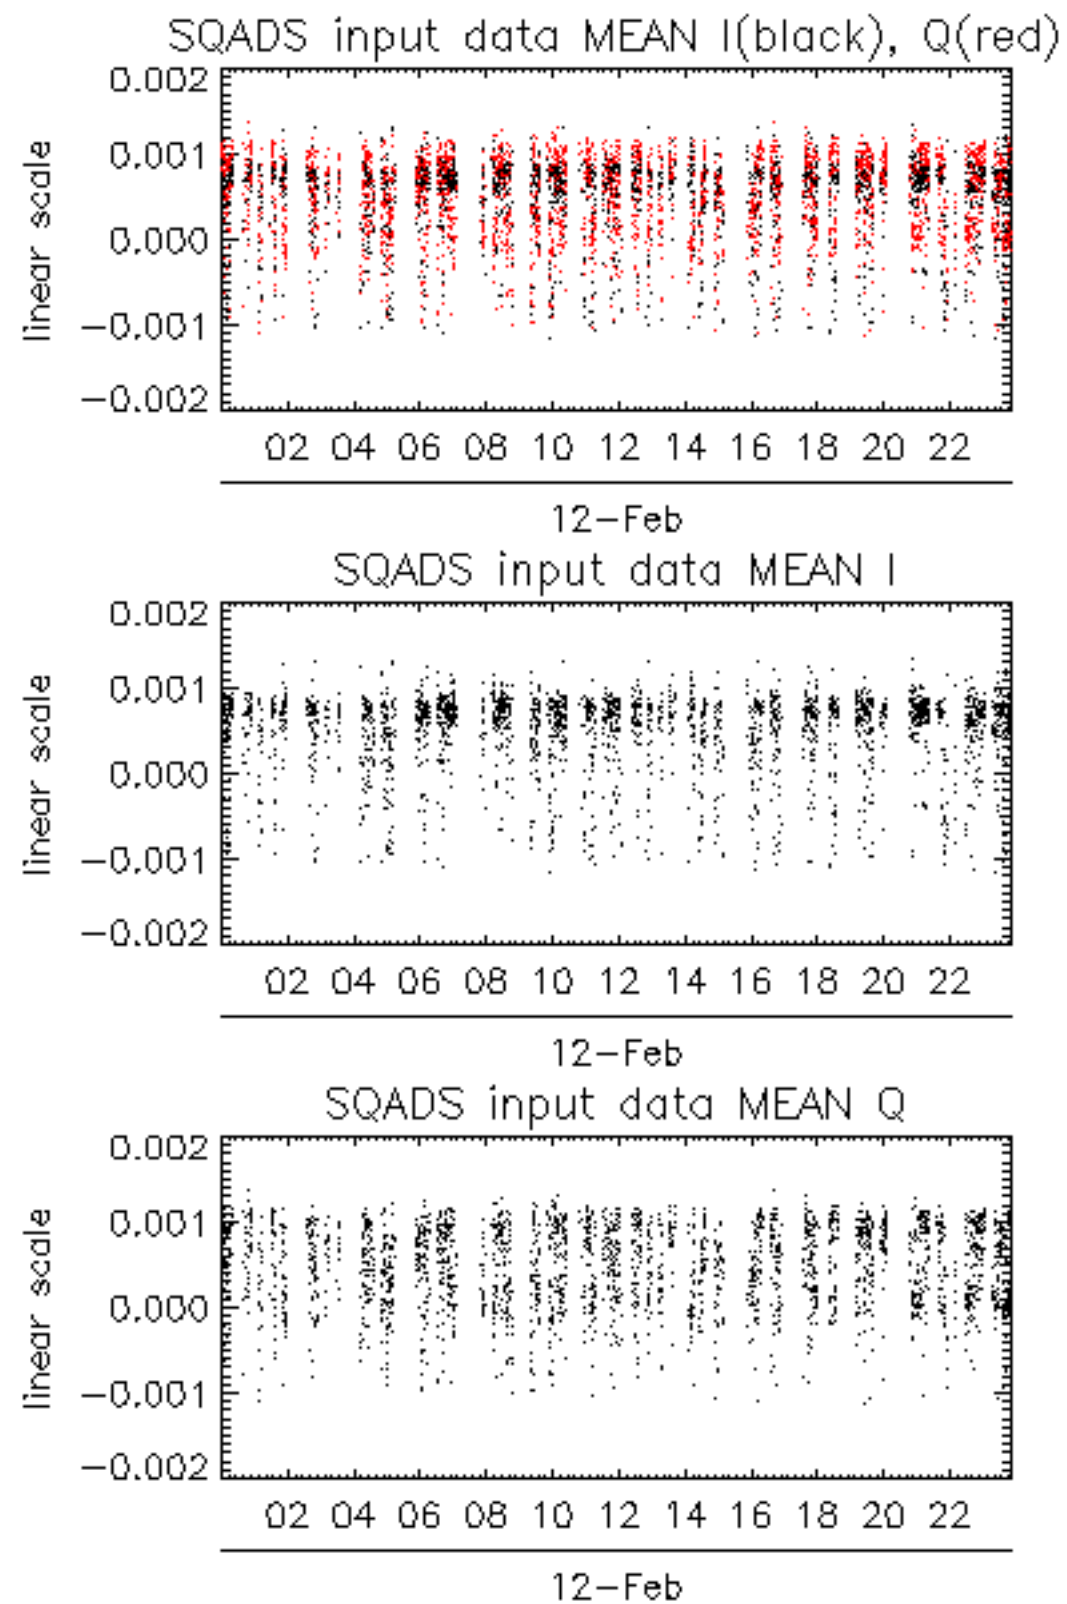 SQADS input data MEAN I(black), Q(red)
0.002
0.001
0.000
−0.001
−0.002
linear scale
02 04 06 08 10 12 14 16 18 20 22
12−Feb
SQADS input data MEAN I
0.002
0.001
0.000
−0.001
−0.002
linear scale
02 04 06 08 10 12 14 16 18 20 22
12−Feb
SQADS input data MEAN Q
0.002
0.001
0.000
−0.001
−0.002
linear scale
02 04 06 08 10 12 14 16 18 20 22
12−Feb